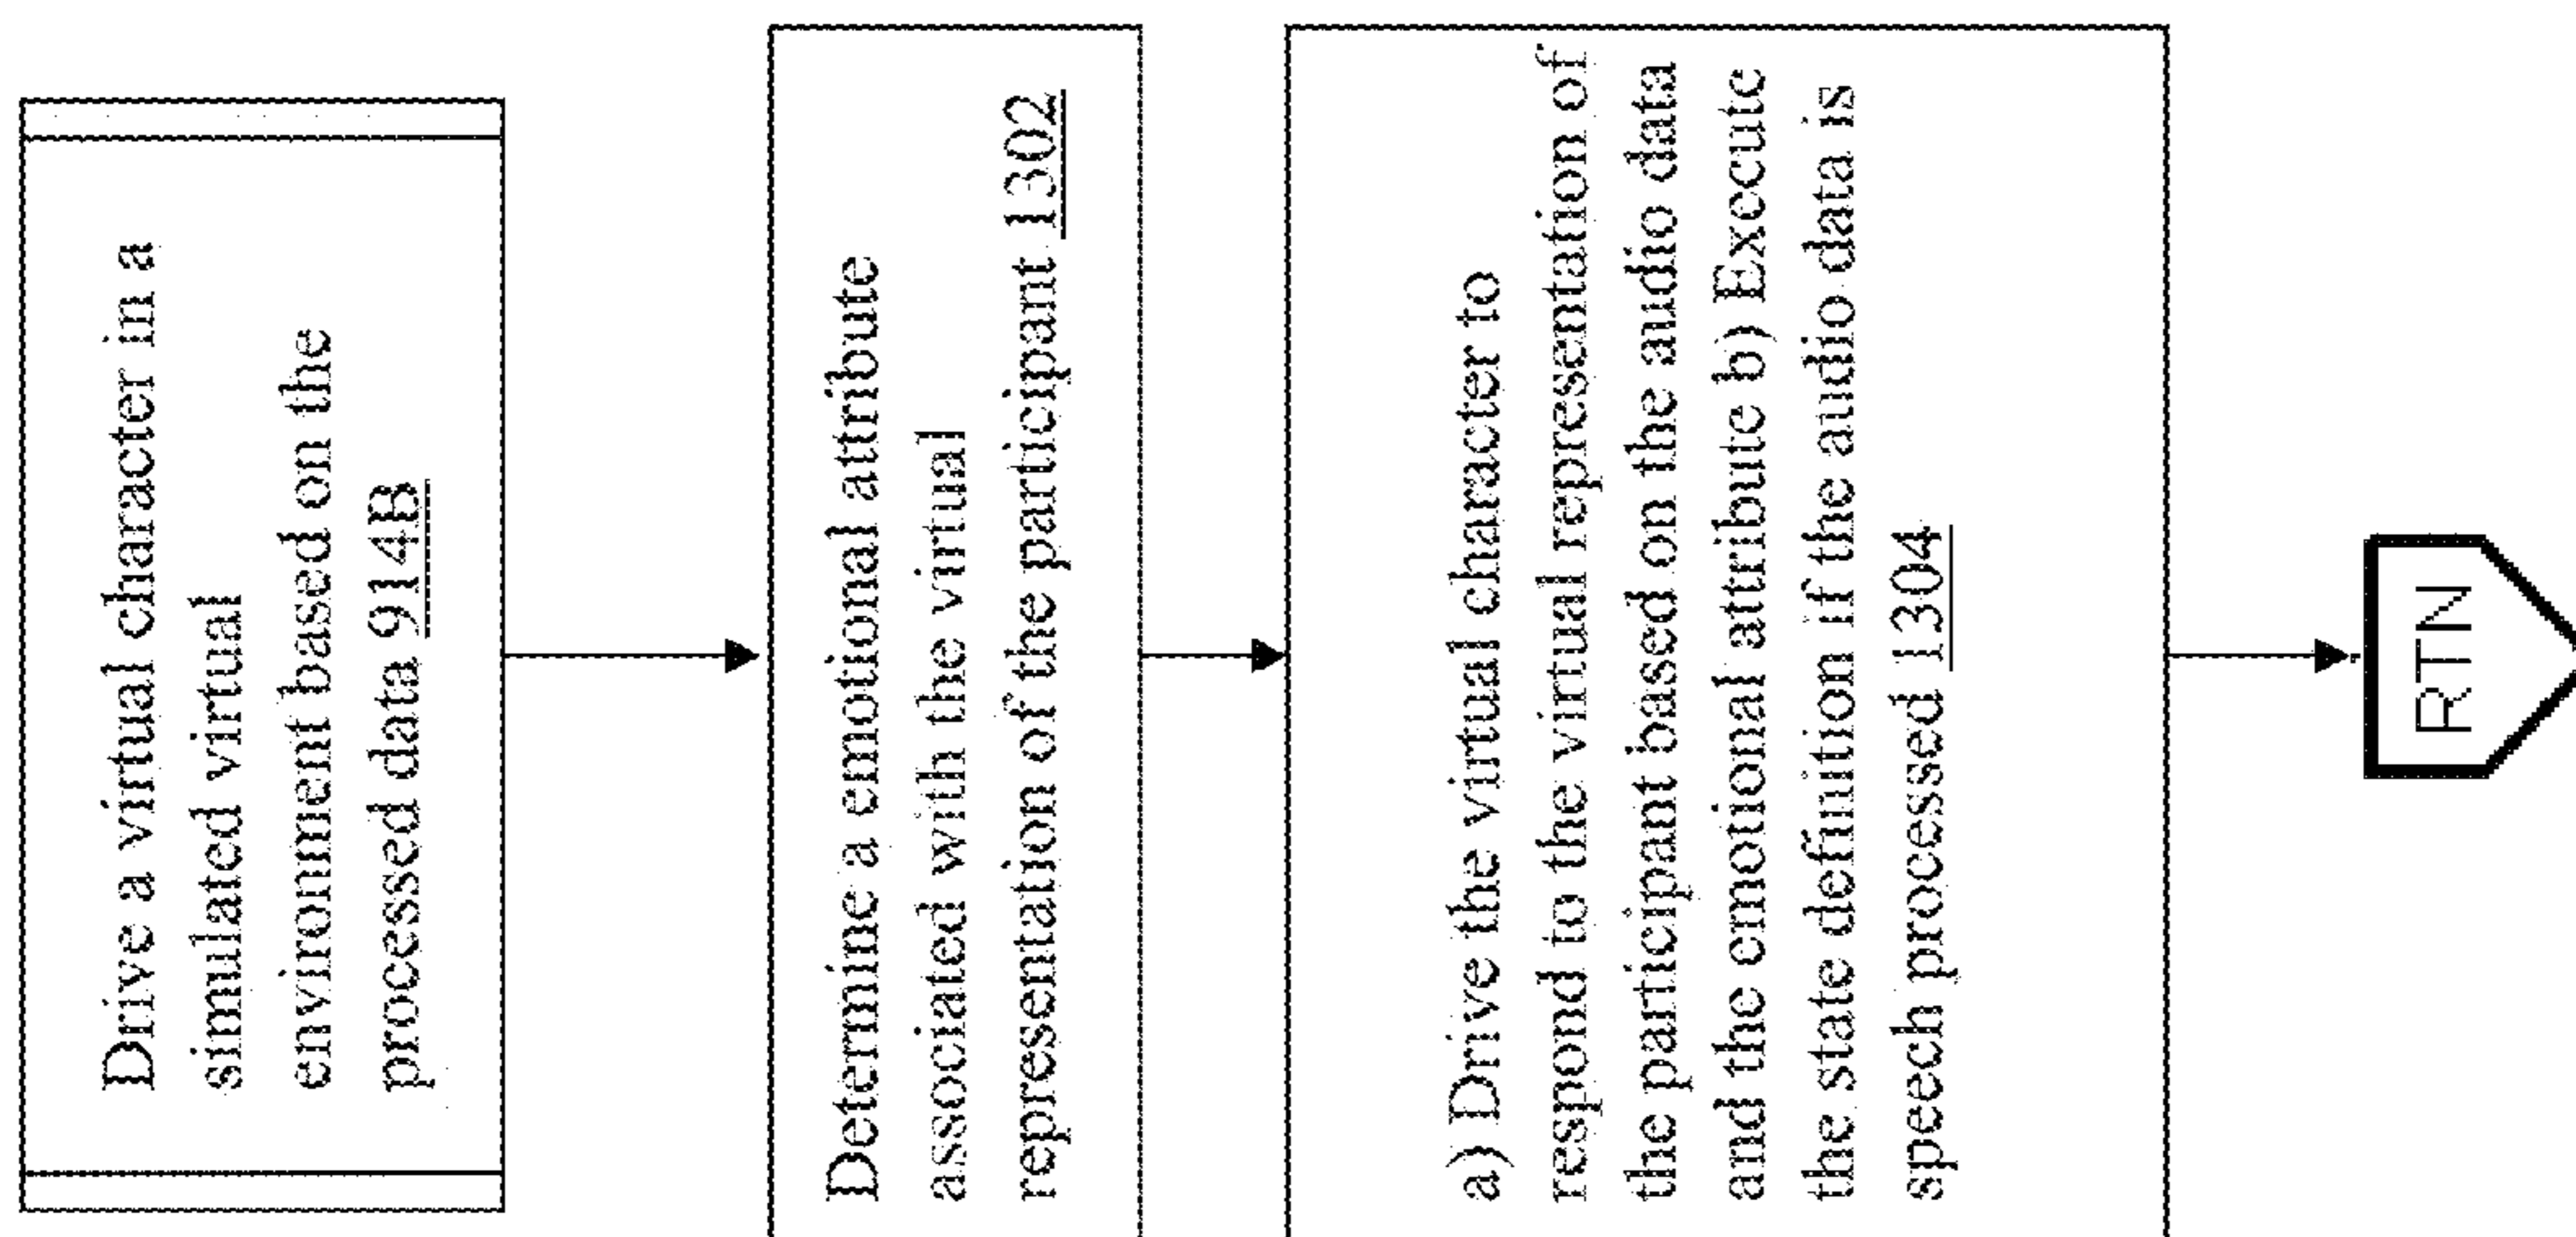 Drive a virtual character in a
simulated virtual
environment based on the
processed data 914B
Determine a emotional attribute
associated with the virtual
representation of the participant 1302
a) Drive the virtual character to
respond to the virtual representation of
the participant based on the audio data
and the emotional attribute b) Execute
the state definition if the audio data is
speech processed 1304
RTN